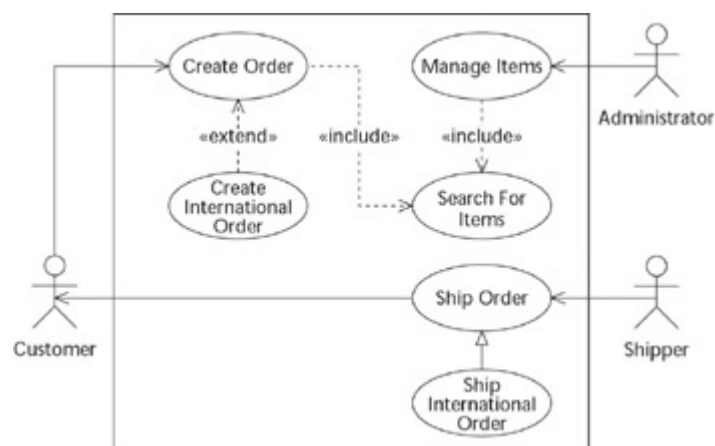 Create Order
Manage Items
Administrator
«extend»
«include»
«include»
Create
International
Order
Search For
Items
Customer
Ship Order
Shipper
Ship
International
Order